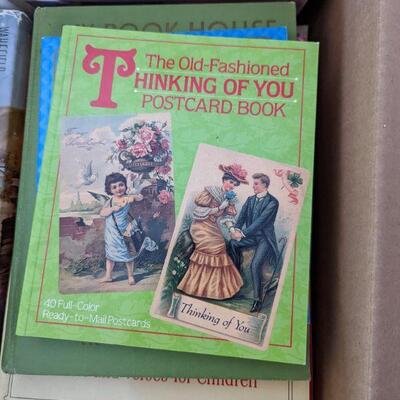 BOOK HOUSE
The Old-Fashioned
THINKING OF YOU
POSTCARD BOOK
Thinking of You
40 Full-Color
Ready-to-Mail Postcards
for Children